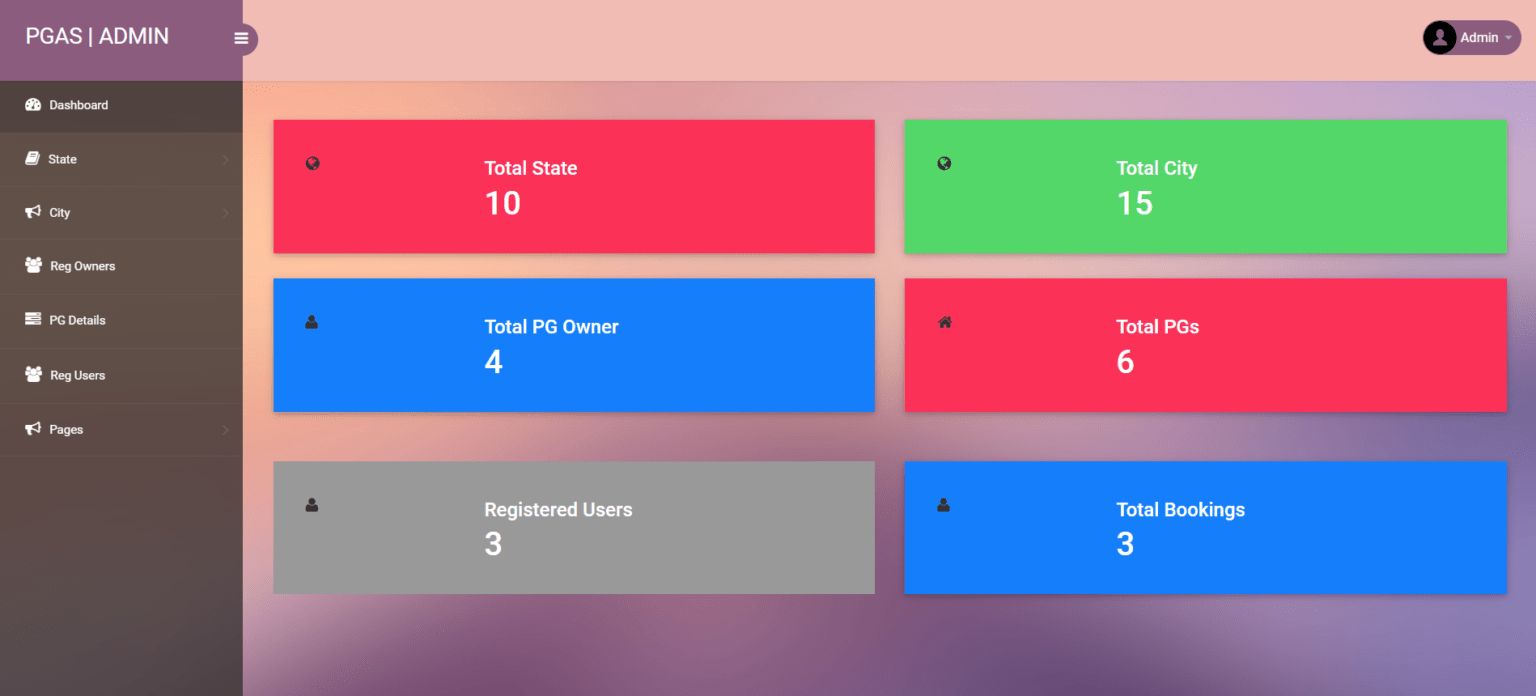 PGAS | ADMIN
Admin
Dashboard
State
City
Reg Owners
PG Details
Reg Users
Pages
Total State
10
Total City
15
Total PG Owner
4
Total PGs
6
Registered Users
3
Total Bookings
3